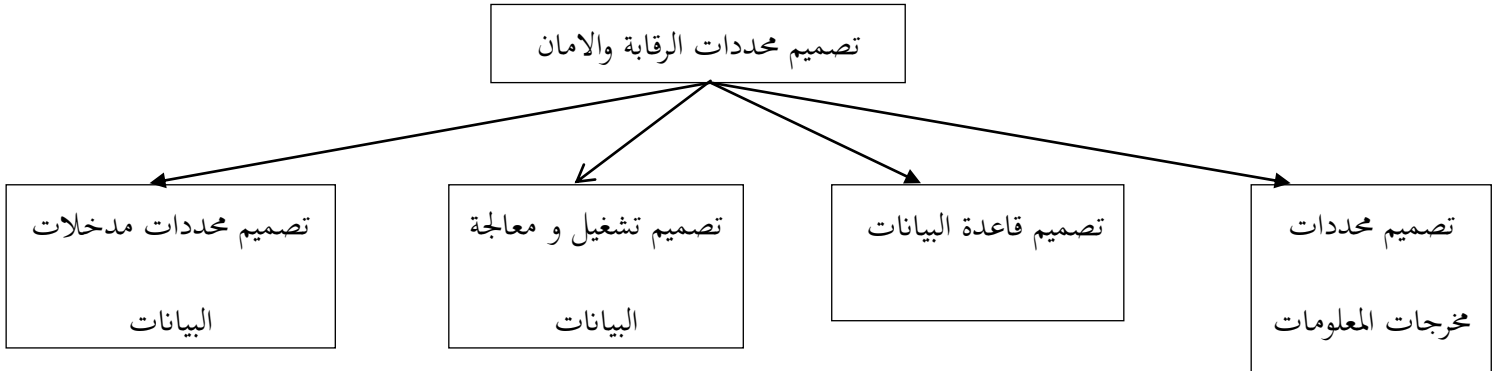 تصميم محددات الرقابة والامان
تصميم محددات
مخرجات المعلومات
تصميم قاعدة البيانات
تصميم تشغيل و معالجة
البيانات
تصميم محددات مدخلات
البيانات